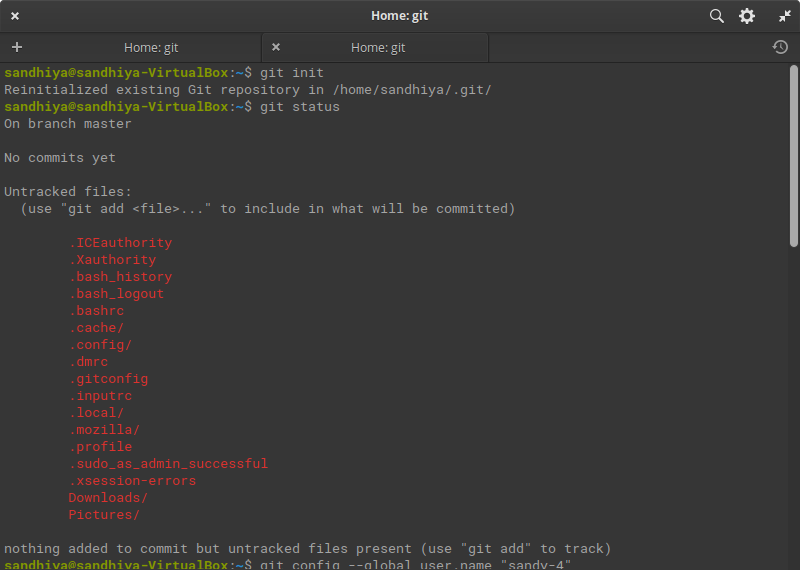 Home: git
Home: git
Home: git
sandhiya@sandhiya-VirtualBox:~$ git init
Reinitialized existing Git repository in /home/sandhiya/.git/
sandhiya@sandhiya-VirtualBox:~$ git status
On branch master
No commits yet
Untracked files:
(use "git add <file>..." to include in what will be committed)
.ICEauthority
.Xauthority
.bash_history
.bash_logout
.bashrc
.cache/
.config/
.dmrc
.gitconfig
.inputrc
.local/
.mozilla/
.profile
.sudo_as_admin_successful
.xsession-errors
Downloads/
Pictures/
nothing added to commit but untracked files present (use "git add" to track)
sandhiya@sandhiya-VirtualBox:~$ git config --global user.name "sandy-4"